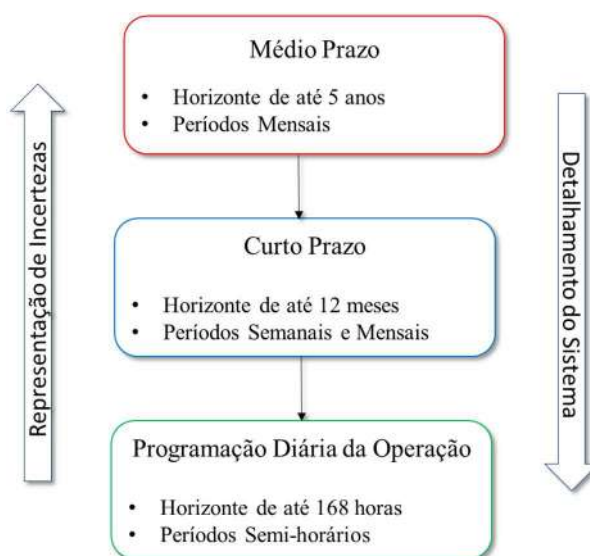 Médio Prazo
• Horizonte de até 5 anos
• Períodos Mensais
Representação de Incertezas
Detalhamento do Sistema
Curto Prazo
• Horizonte de até 12 meses
• Períodos Semanais e Mensais
Programação Diária da Operação
• Horizonte de até 168 horas
• Períodos Semi-horários